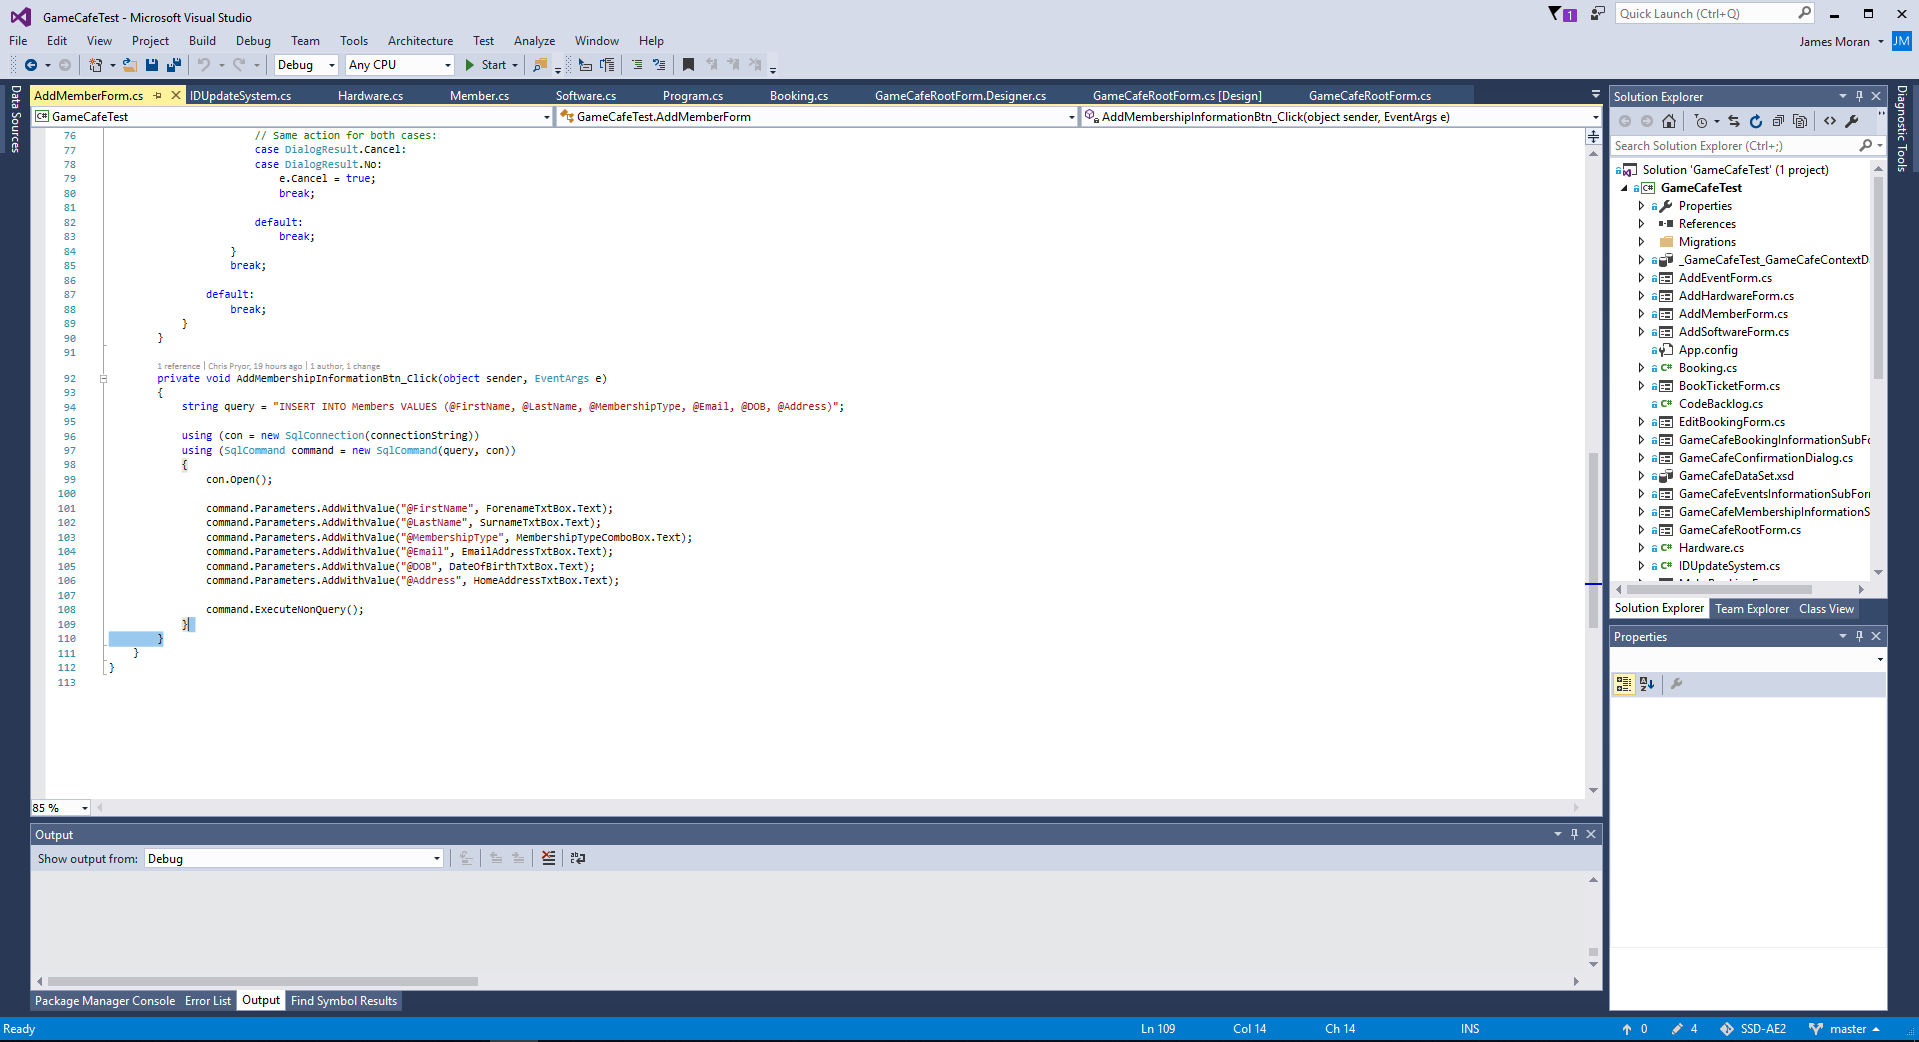 GameCafeTest - Microsoft Visual Studio
1
Quick Launch (Ctrl+Q)
File Edit View Project Build Debug Team Tools Architecture Test Analyze Window Help
James Moran JM
Debug Any CPU Start
Data Sources
AddMemberForm.cs IDUpdateSystem.cs Hardware.cs Member.cs Software.cs Program.cs Booking.cs GameCafeRootForm.Designer.cs GameCafeRootForm.cs [Design] GameCafeRootForm.cs
GameCafeTest GameCafeTest.AddMemberForm AddMembershipInformationBtn_Click(object sender, EventArgs e)
76 // Same action for both cases:
77 case DialogResult.Cancel:
78 case DialogResult.No:
79 e.Cancel = true;
80 break;
81
82 default:
83 break;
84 }
85 break;
86
87 default:
88 break;
89 }
90 }
91
1 reference | Chris Pryor, 19 hours ago | 1 author, 1 change
92 private void AddMembershipInformationBtn_Click(object sender, EventArgs e)
93 {
94 string query = "INSERT INTO Members VALUES (@FirstName, @LastName, @MembershipType, @Email, @DOB, @Address)";
95
96 using (con = new SqlConnection(connectionString))
97 using (SqlCommand command = new SqlCommand(query, con))
98 {
99 con.Open();
100
101 command.Parameters.AddWithValue("@FirstName", ForenameTxtBox.Text);
102 command.Parameters.AddWithValue("@LastName", SurnameTxtBox.Text);
103 command.Parameters.AddWithValue("@MembershipType", MembershipTypeComboBox.Text);
104 command.Parameters.AddWithValue("@Email", EmailAddressTxtBox.Text);
105 command.Parameters.AddWithValue("@DOB", DateOfBirthTxtBox.Text);
106 command.Parameters.AddWithValue("@Address", HomeAddressTxtBox.Text);
107
108 command.ExecuteNonQuery();
109 }
110 }
111 }
112 }
113
85 %
Output
Show output from: Debug
Package Manager Console Error List Output Find Symbol Results
Solution Explorer
Search Solution Explorer (Ctrl+;)
Solution 'GameCafeTest' (1 project)
GameCafeTest
Properties
References
Migrations
_GameCafeTest_GameCafeContextD
AddEventForm.cs
AddHardwareForm.cs
AddMemberForm.cs
AddSoftwareForm.cs
App.config
Booking.cs
BookTicketForm.cs
CodeBacklog.cs
EditBookingForm.cs
GameCafeBookingInformationSubFo
GameCafeConfirmationDialog.cs
GameCafeDataSet.xsd
GameCafeEventsInformationSubFor
GameCafeMembershipInformationS
GameCafeRootForm.cs
Hardware.cs
IDUpdateSystem.cs
Solution Explorer Team Explorer Class View
Properties
Diagnostic Tools
Ready Ln 109 Col 14 Ch 14 INS 0 4 SSD-AE2 master